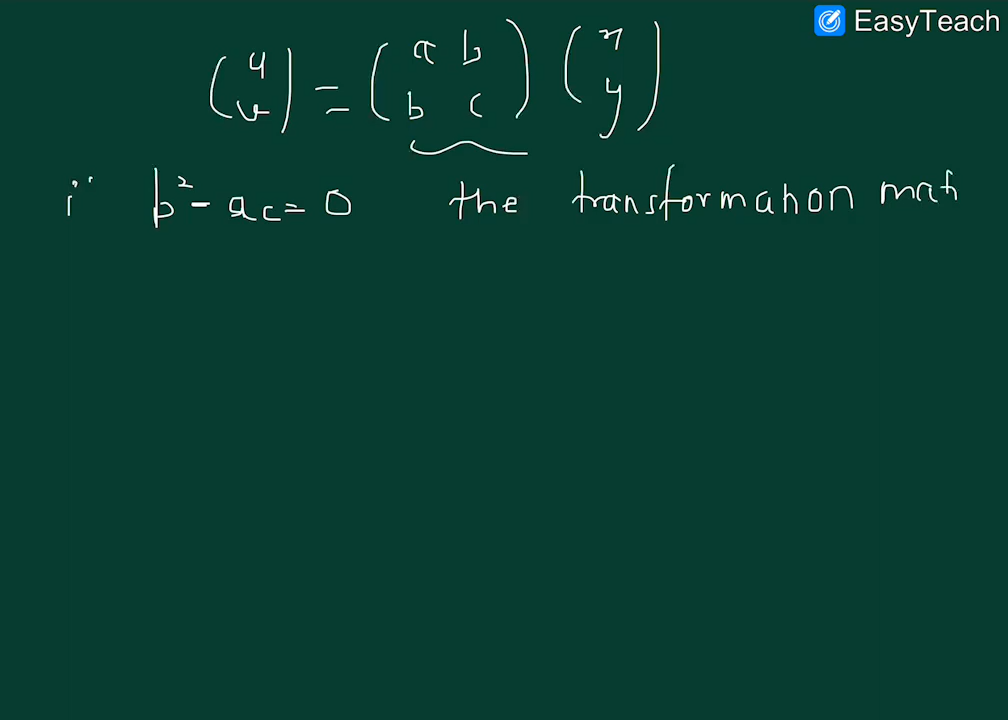 EasyTeach
(u v) = (a b b c) (x y)
i" b² - ac = 0 the transformation mat